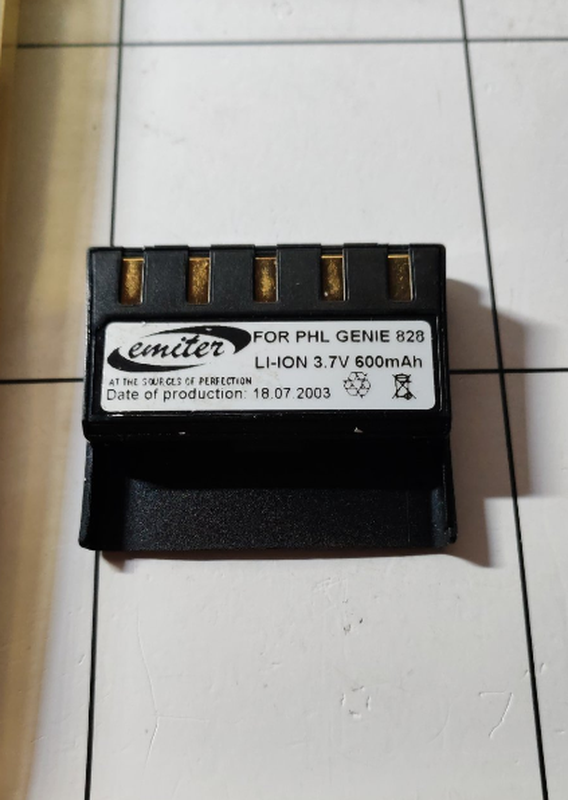 emiter
FOR PHL GENIE 828
LI-ION 3.7V 600mAh
AT THE SOURCES OF PERFECTION
Date of production: 18.07.2003